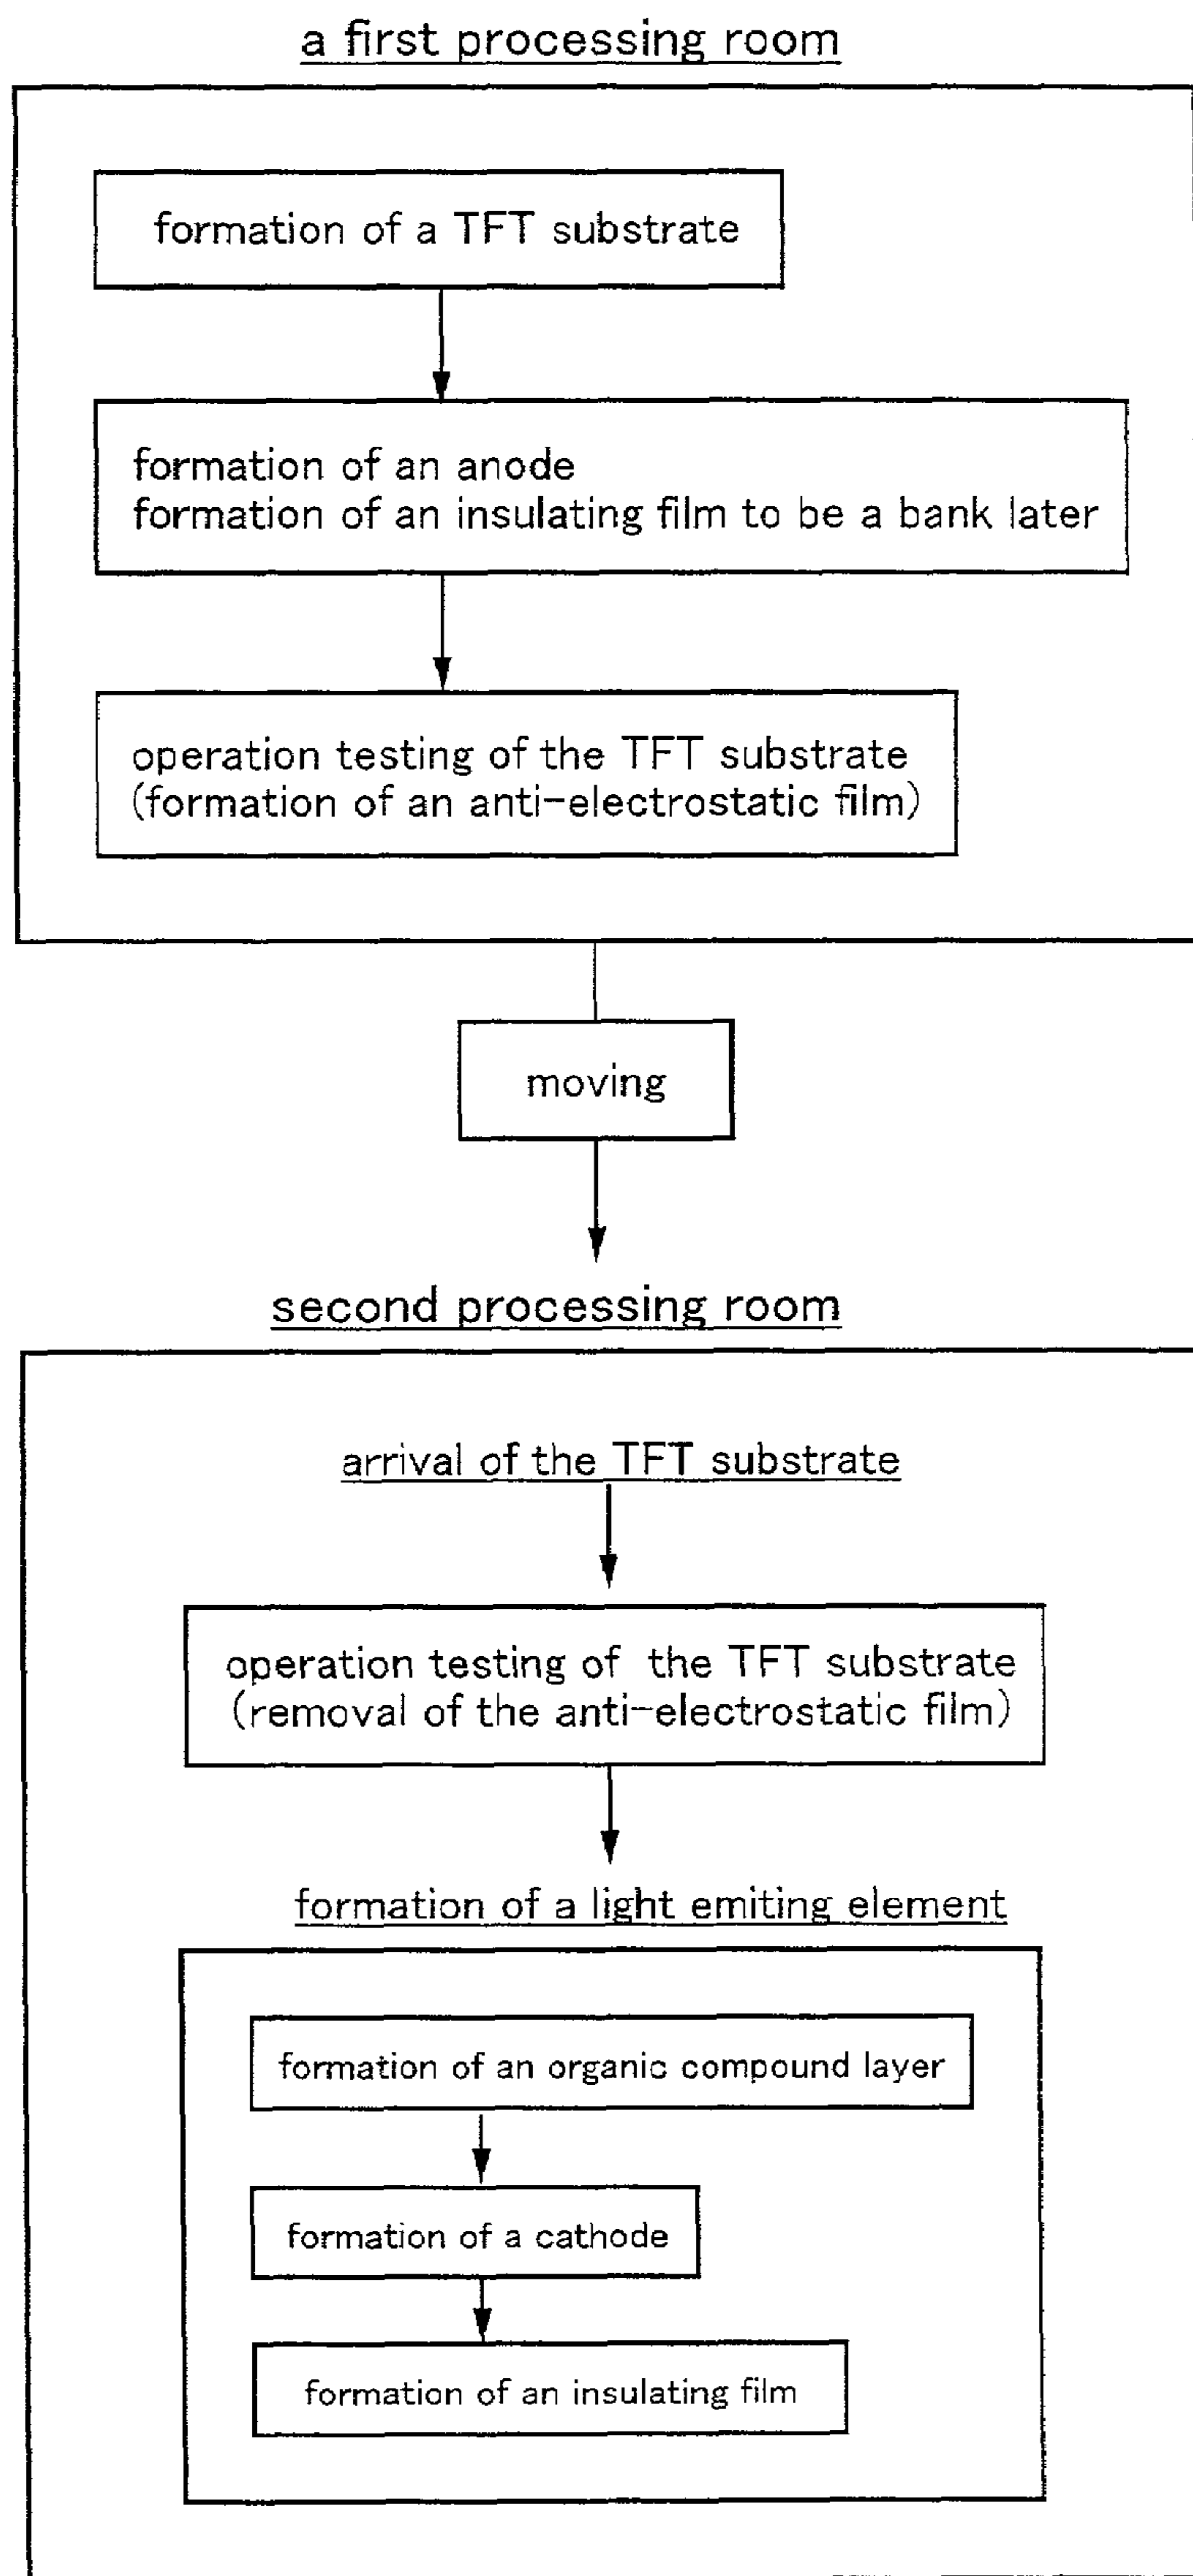 a first processing room
formation of a TFT substrate
formation of an anode
formation of an insulating film to be a bank later
operation testing of the TFT substrate
(formation of an anti-electrostatic film)
moving
second processing room
arrival of the TFT substrate
operation testing of the TFT substrate
(removal of the anti-electrostatic film)
formation of a light emiting element
formation of an organic compound layer
formation of a cathode
formation of an insulating film